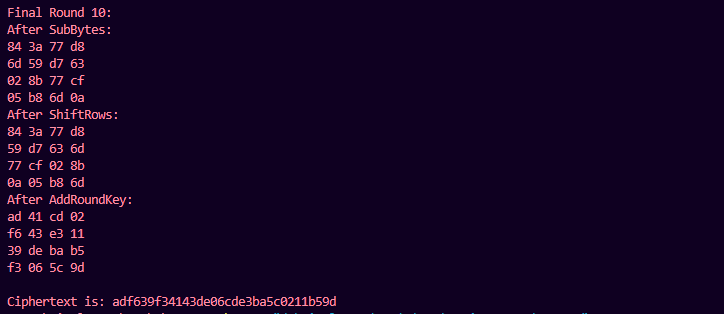 Final Round 10:
After SubBytes:
84 3a 77 d8
6d 59 d7 63
02 8b 77 cf
05 b8 6d 0a
After ShiftRows:
84 3a 77 d8
59 d7 63 6d
77 cf 02 8b
0a 05 b8 6d
After AddRoundKey:
ad 41 cd 02
f6 43 e3 11
39 de ba b5
f3 06 5c 9d
Ciphertext is: adf639f34143de06cde3ba5c0211b59d